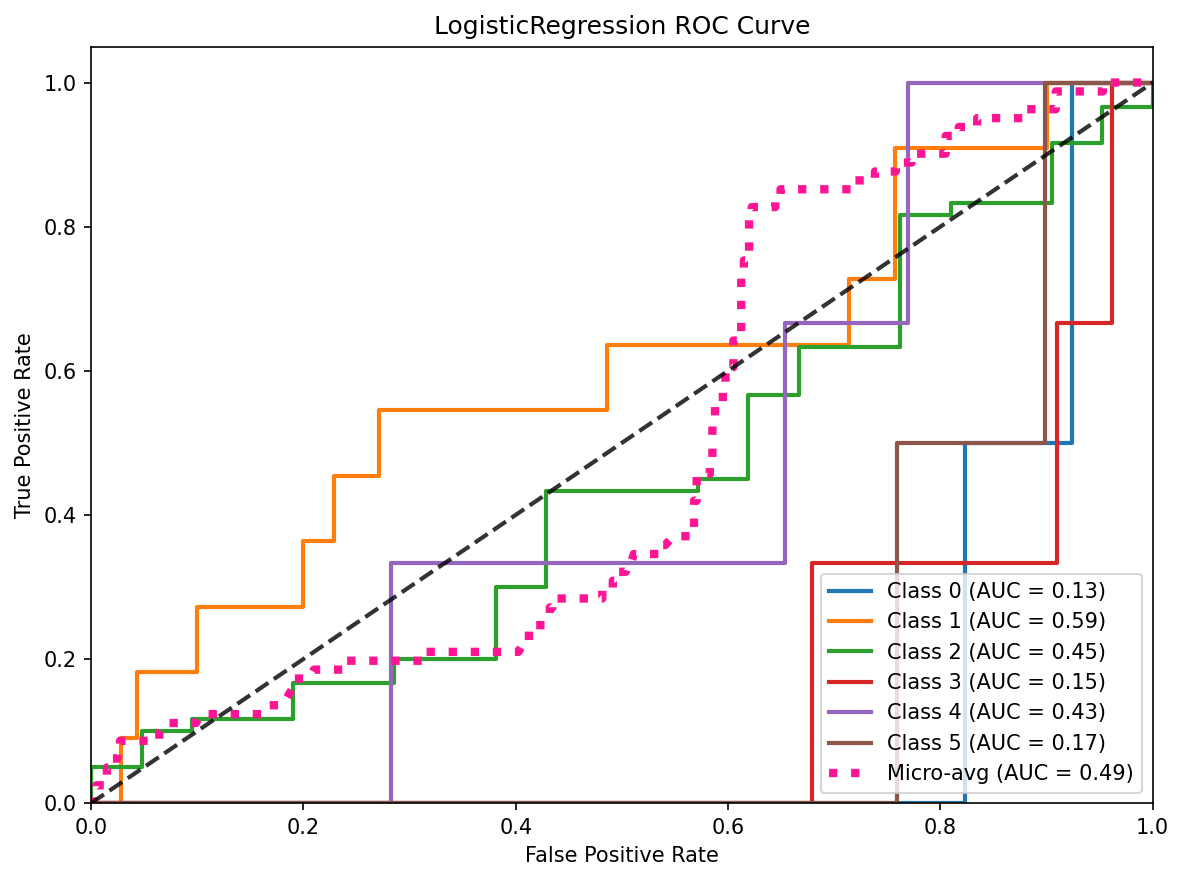 LogisticRegression ROC Curve
True Positive Rate
1.0
0.8
0.6
0.4
0.2
0.0
0.0 0.2 0.4 0.6 0.8 1.0
False Positive Rate
Class 0 (AUC = 0.13)
Class 1 (AUC = 0.59)
Class 2 (AUC = 0.45)
Class 3 (AUC = 0.15)
Class 4 (AUC = 0.43)
Class 5 (AUC = 0.17)
Micro-avg (AUC = 0.49)